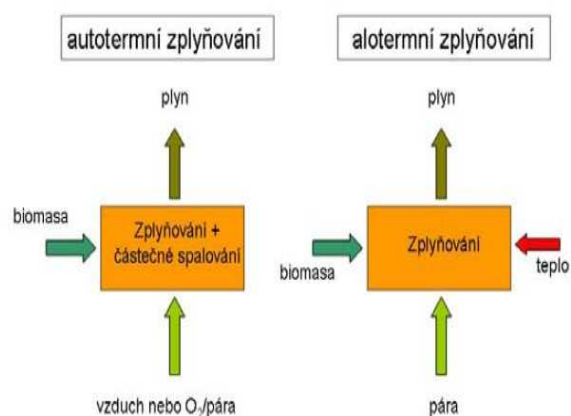 autotermní zplyňování
plyn
biomasa
Zplyňování +
částečné spalování
vzduch nebo O₂/pára
alotermní zplyňování
plyn
biomasa
Zplyňování
teplo
pára